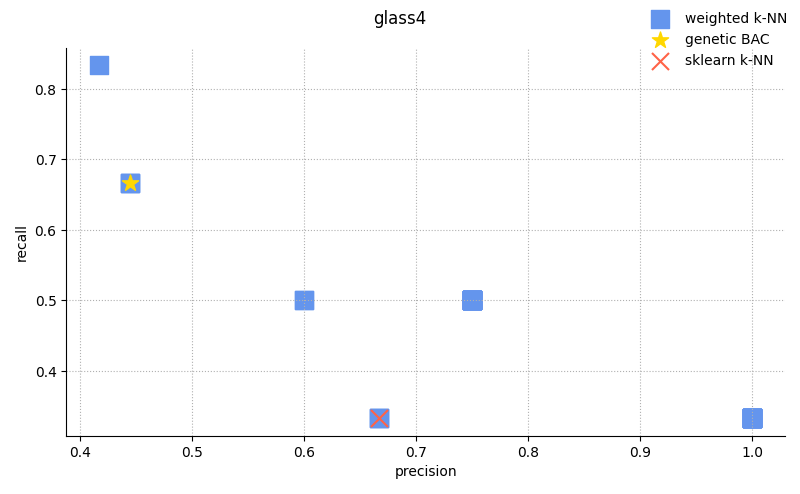 glass4
weighted k-NN
genetic BAC
sklearn k-NN
recall
0.8
0.7
0.6
0.5
0.4
0.4 0.5 0.6 0.7 0.8 0.9 1.0
precision